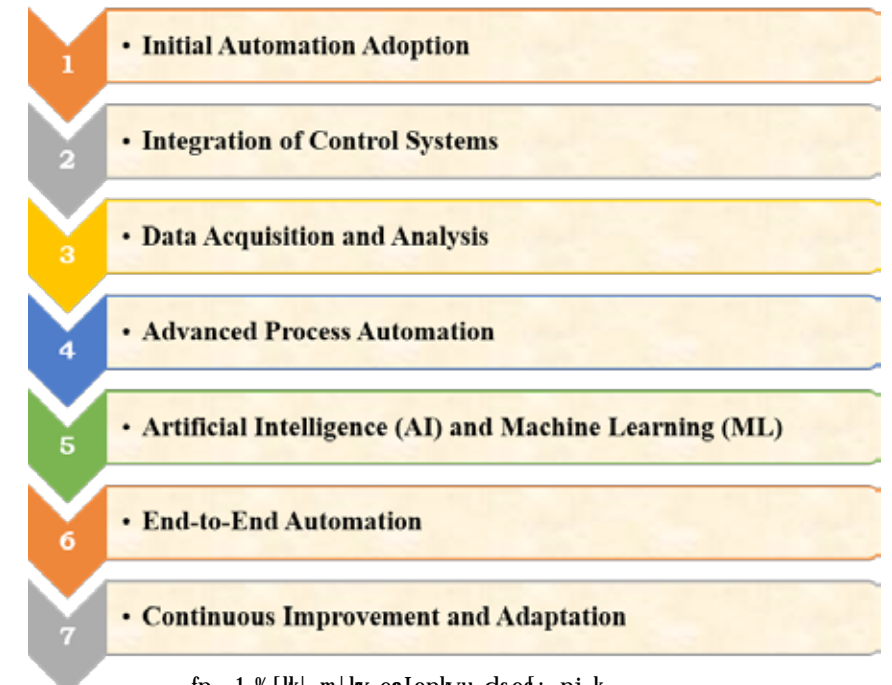 1
• Initial Automation Adoption
2
• Integration of Control Systems
3
• Data Acquisition and Analysis
4
• Advanced Process Automation
5
• Artificial Intelligence (AI) and Machine Learning (ML)
6
• End-to-End Automation
7
• Continuous Improvement and Adaptation